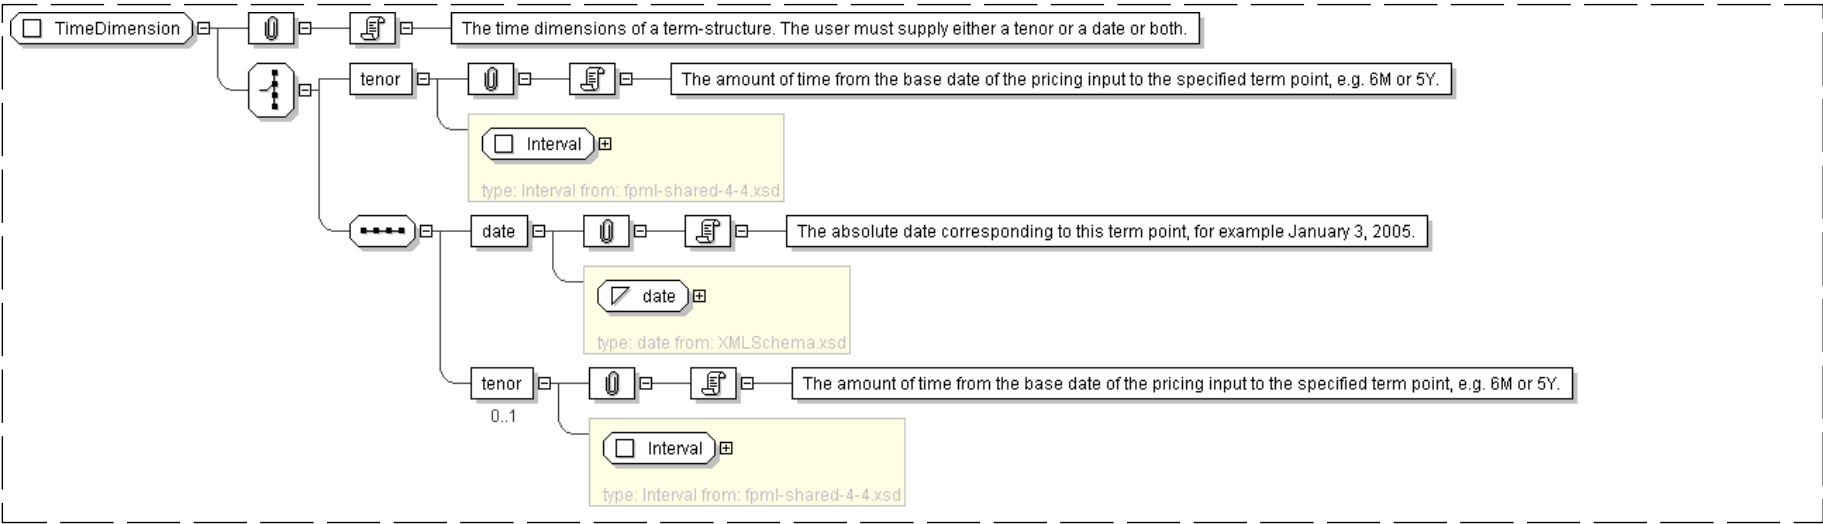 TimeDimension
The time dimensions of a term-structure. The user must supply either a tenor or a date or both.
tenor
The amount of time from the base date of the pricing input to the specified term point, e.g. 6M or 5Y.
Interval
type: Interval from: fpml-shared-4-4.xsd
date
The absolute date corresponding to this term point, for example January 3, 2005.
date
type: date from: XMLSchema.xsd
tenor
The amount of time from the base date of the pricing input to the specified term point, e.g. 6M or 5Y.
0..1
Interval
type: Interval from: fpml-shared-4-4.xsd